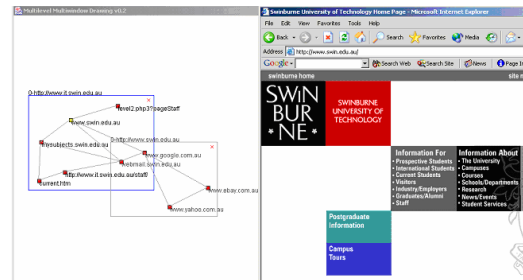 Multilevel Multiwindow Drawing v0.2
0-http://www.it.swin.edu.au
level2.php3?pageStaff
www.swin.edu.au
0-http://www.swin.edu.au
insubjects.swin.edu.au
www.google.com.au
webmail.swin.edu.au
http://www.it.swin.edu.au/staff/
current.htm
www.ebay.com.au
www.yahoo.com.au
Swinburne University of Technology Home Page - Microsoft Internet Explorer
File Edit View Favorites Tools Help
Back Search Favorites Media
Address http://www.swin.edu.au/
Google Search Web Search Site News Page I
swinburne home site
SWIN
BUR
NE
SWINBURNE
UNIVERSITY OF
TECHNOLOGY
Information For
• Prospective Students
• International Students
• Current Students
• Visitors
• Industry/Employers
• Graduates/Alumni
• Staff
Information About
• The University
• Campuses
• Courses
• Schools/Departments
• Research
• News/Events
• Student Services
Postgraduate
Information
Campus
Tours